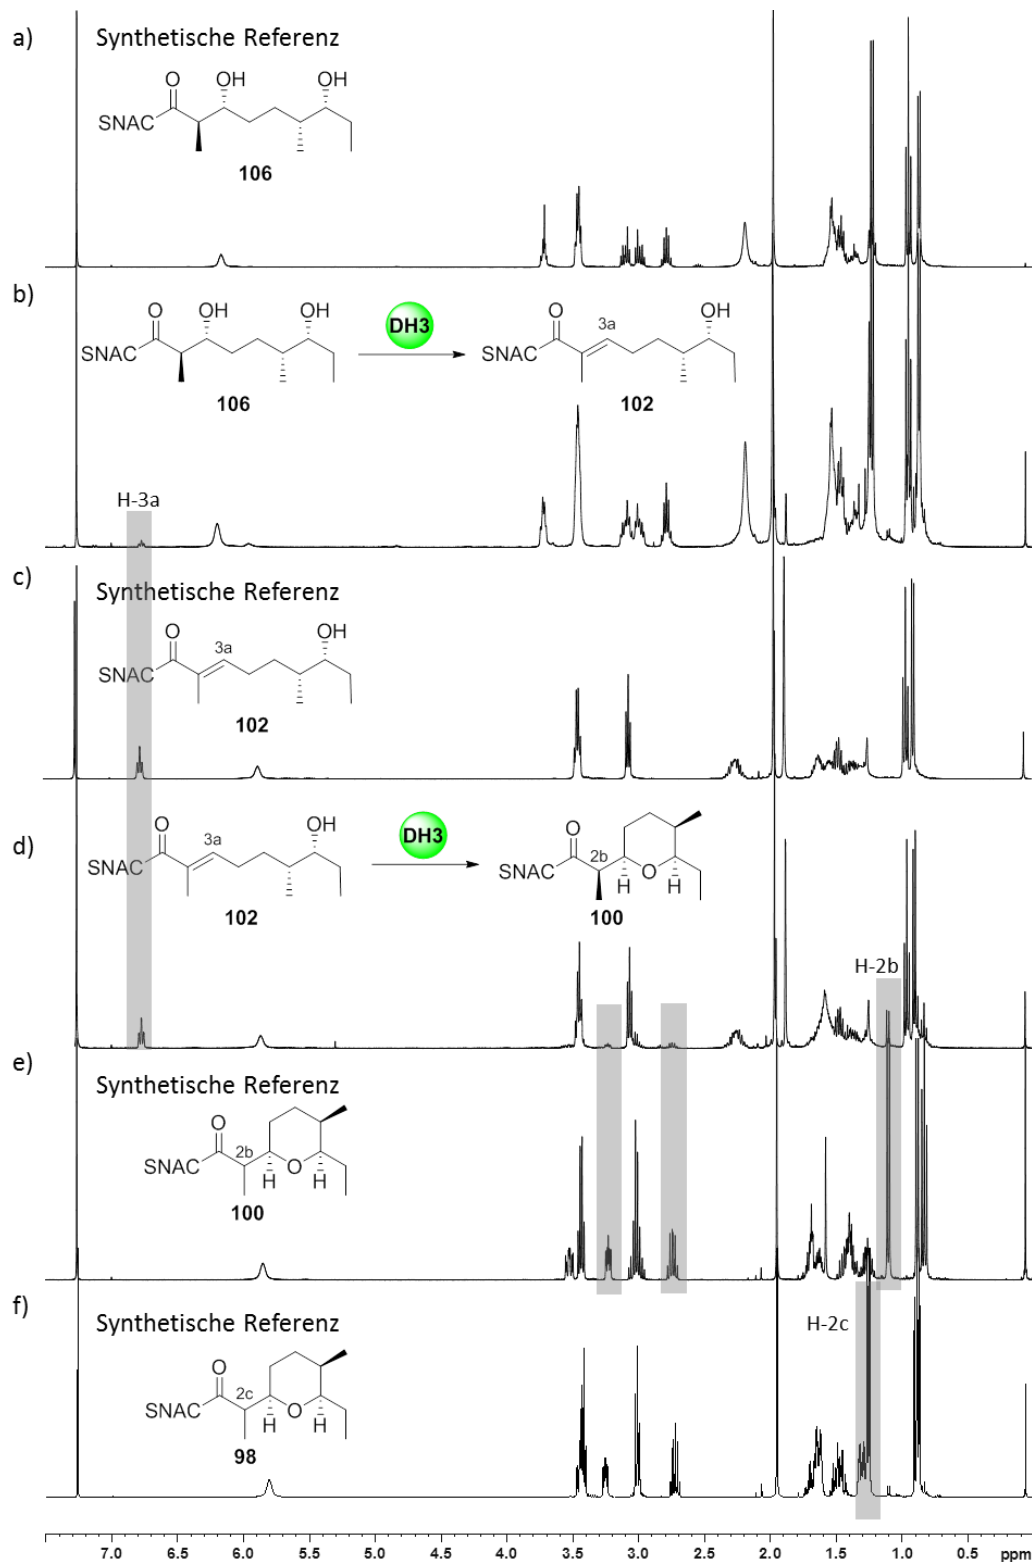 a)
Synthetische Referenz
O OH OH
SNAC
106
b)
O OH OH
SNAC
106
DH3
O 3a OH
SNAC
102
H-3a
c)
Synthetische Referenz
O 3a OH
SNAC
102
d)
O 3a OH
SNAC
102
DH3
O 2b
SNAC O
H H
100
H-2b
e)
Synthetische Referenz
O 2b
SNAC O
H H
100
f)
Synthetische Referenz
O 2c
SNAC O
H H
98
H-2c
7.0 6.5 6.0 5.5 5.0 4.5 4.0 3.5 3.0 2.5 2.0 1.5 1.0 0.5 ppm